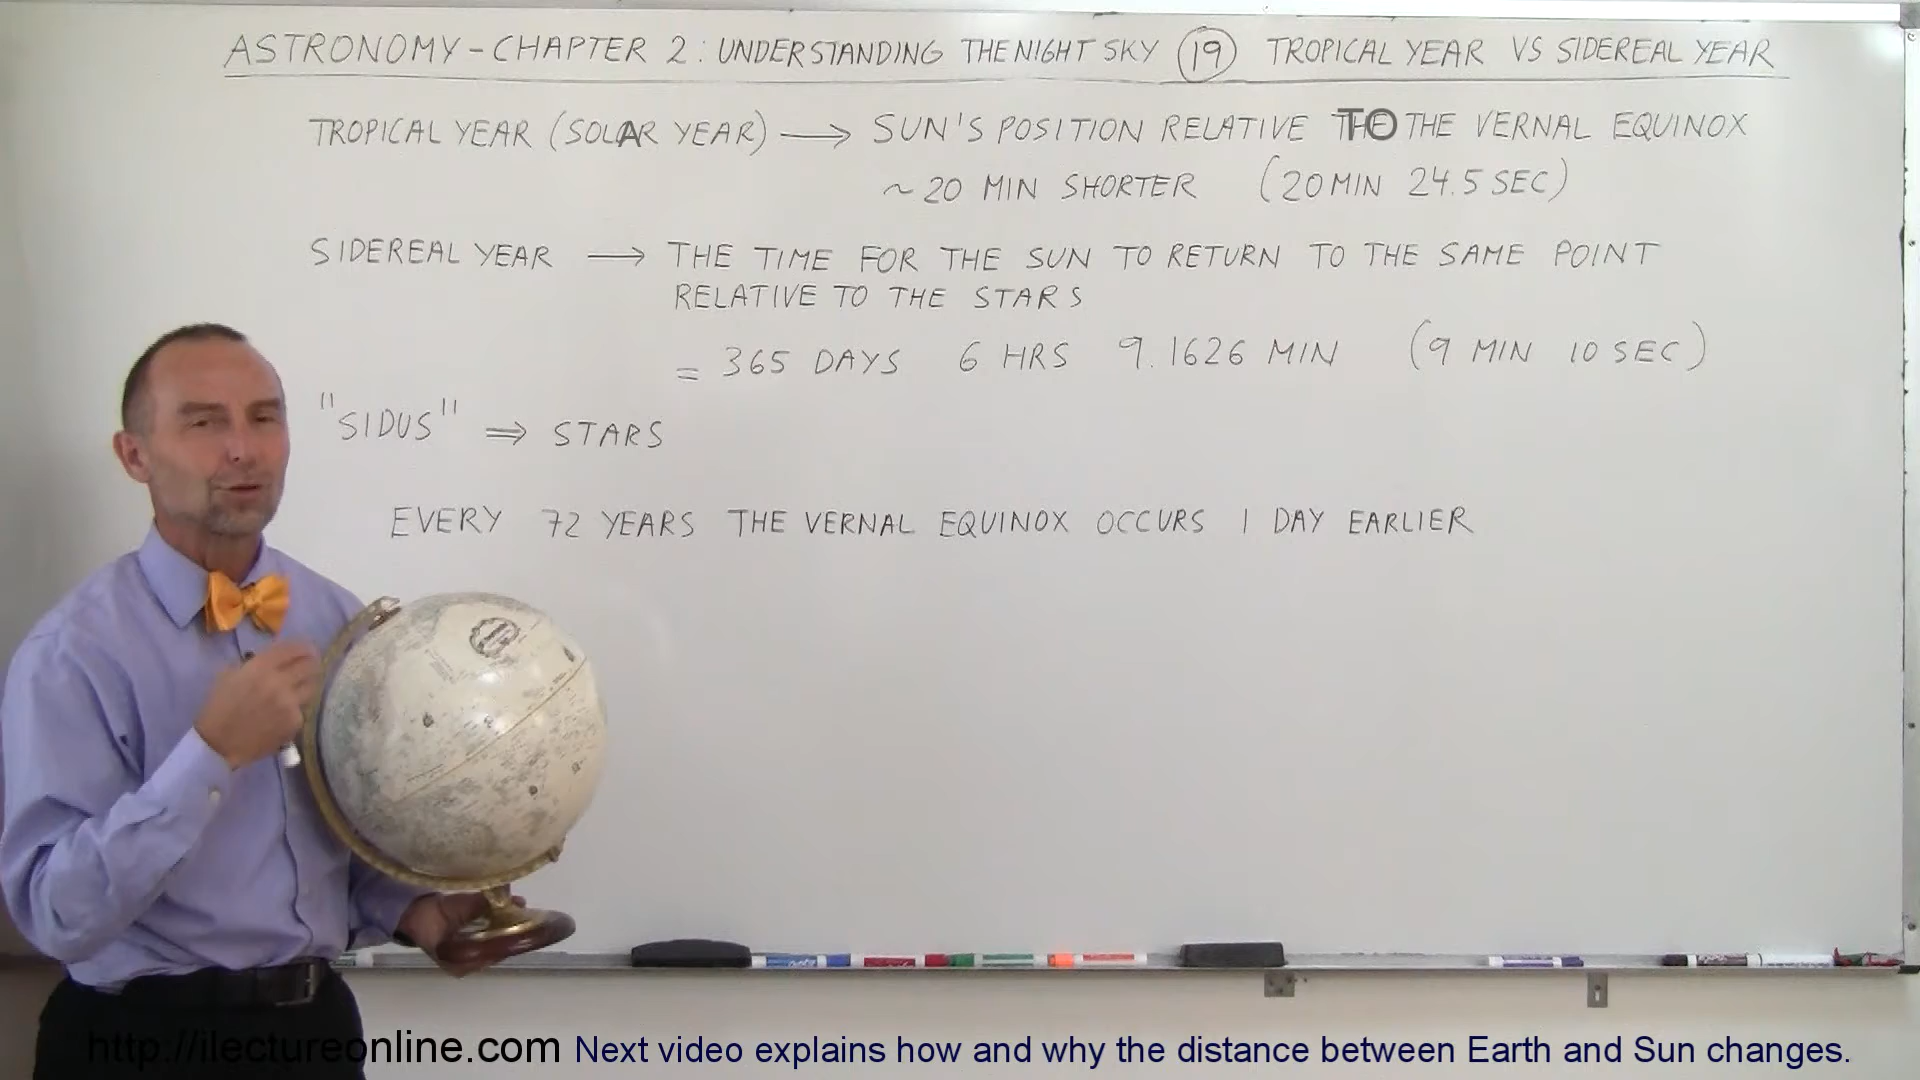 ASTRONOMY - CHAPTER 2: UNDERSTANDING THE NIGHT SKY 19 TROPICAL YEAR VS SIDEREAL YEAR
TROPICAL YEAR (SOLAR YEAR) → SUN'S POSITION RELATIVE TO THE VERNAL EQUINOX
~20 MIN SHORTER (20 MIN 24.5 SEC)
SIDEREAL YEAR → THE TIME FOR THE SUN TO RETURN TO THE SAME POINT
RELATIVE TO THE STARS
= 365 DAYS 6 HRS 9.1626 MIN (9 MIN 10 SEC)
"SIDUS" ⇒ STARS
EVERY 72 YEARS THE VERNAL EQUINOX OCCURS 1 DAY EARLIER
http://ilectureonline.com Next video explains how and why the distance between Earth and Sun changes.